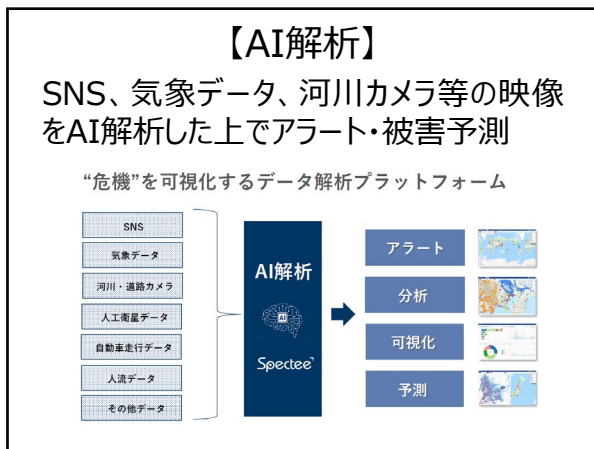 【AI解析】
SNS、気象データ、河川カメラ等の映像
をAI解析した上でアラート・被害予測
“危機”を可視化するデータ解析プラットフォーム
SNS
気象データ
河川・道路カメラ
人工衛星データ
自動車走行データ
人流データ
その他データ
AI解析
AI
Spectee
アラート
分析
可視化
予測